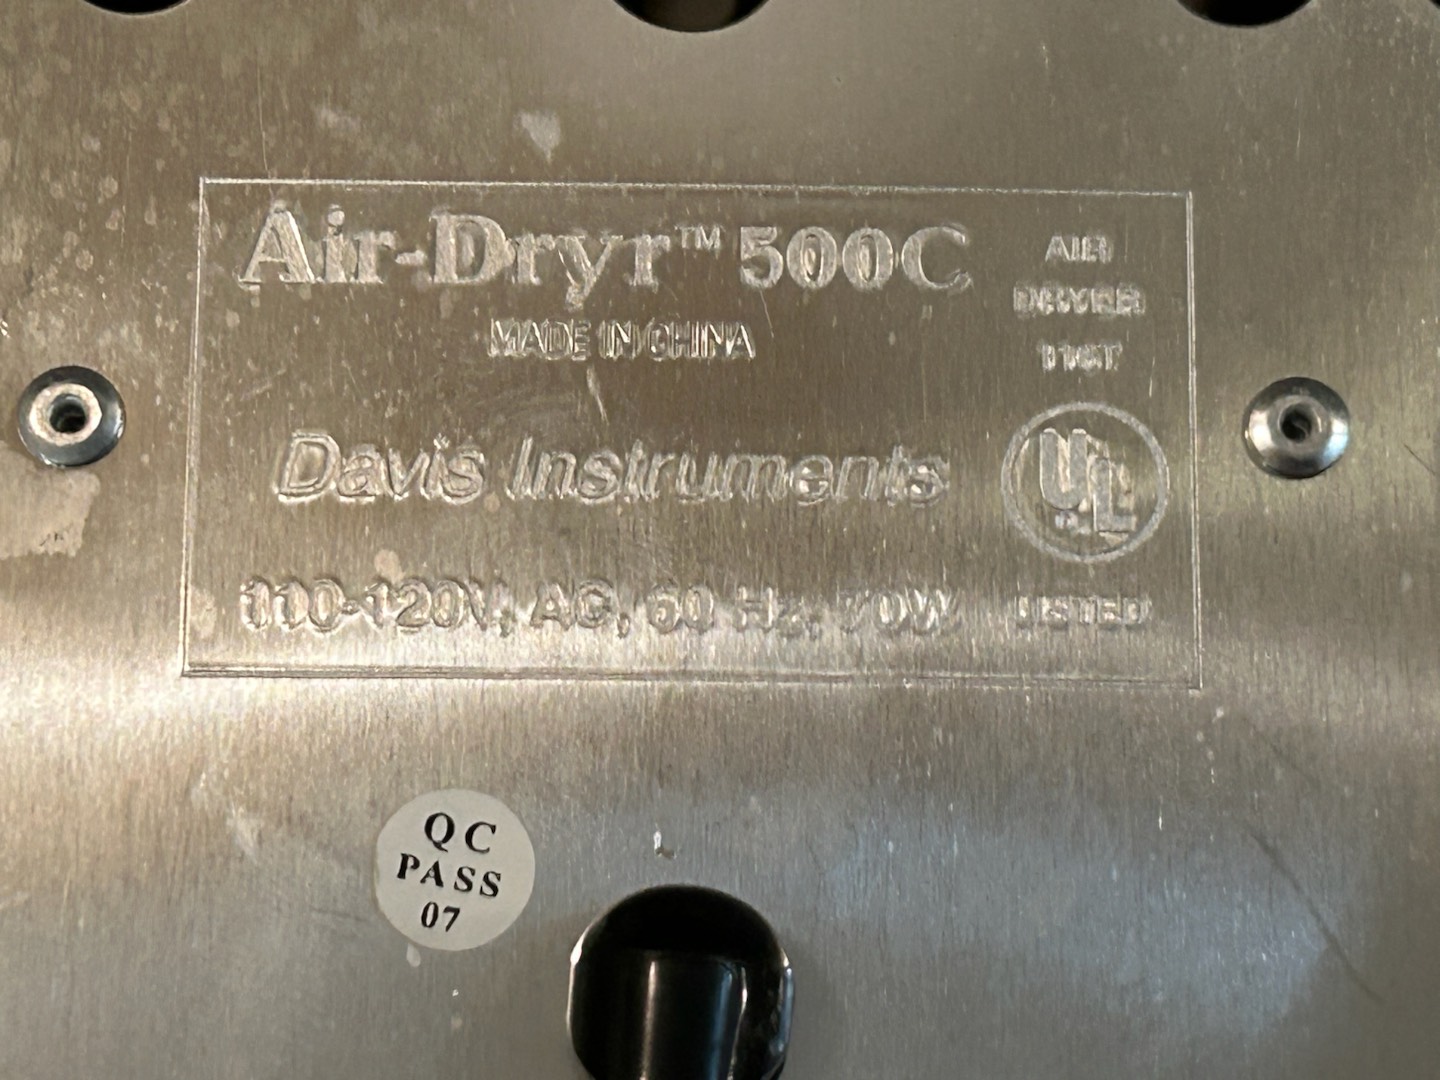 Air-Dryr™ 500C
MADE IN CHINA
Davis Instruments
110-120V, AC, 60 Hz, 70W
AIR
DRYER
11GT
UL
LISTED
QC
PASS
07